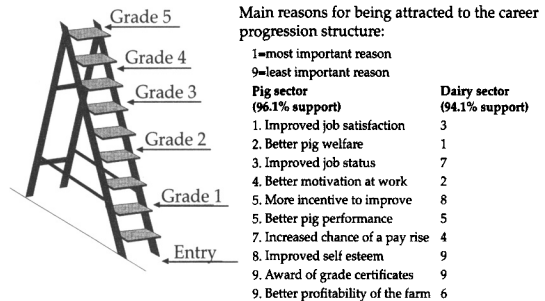 Grade 5
Grade 4
Grade 3
Grade 2
Grade 1
Entry
Main reasons for being attracted to the career
progression structure:
1=most important reason
9=least important reason
Pig sector Dairy sector
(96.1% support) (94.1% support)
1. Improved job satisfaction 3
2. Better pig welfare 1
3. Improved job status 7
4. Better motivation at work 2
5. More incentive to improve 8
5. Better pig performance 5
7. Increased chance of a pay rise 4
8. Improved self esteem 9
9. Award of grade certificates 9
9. Better profitability of the farm 6